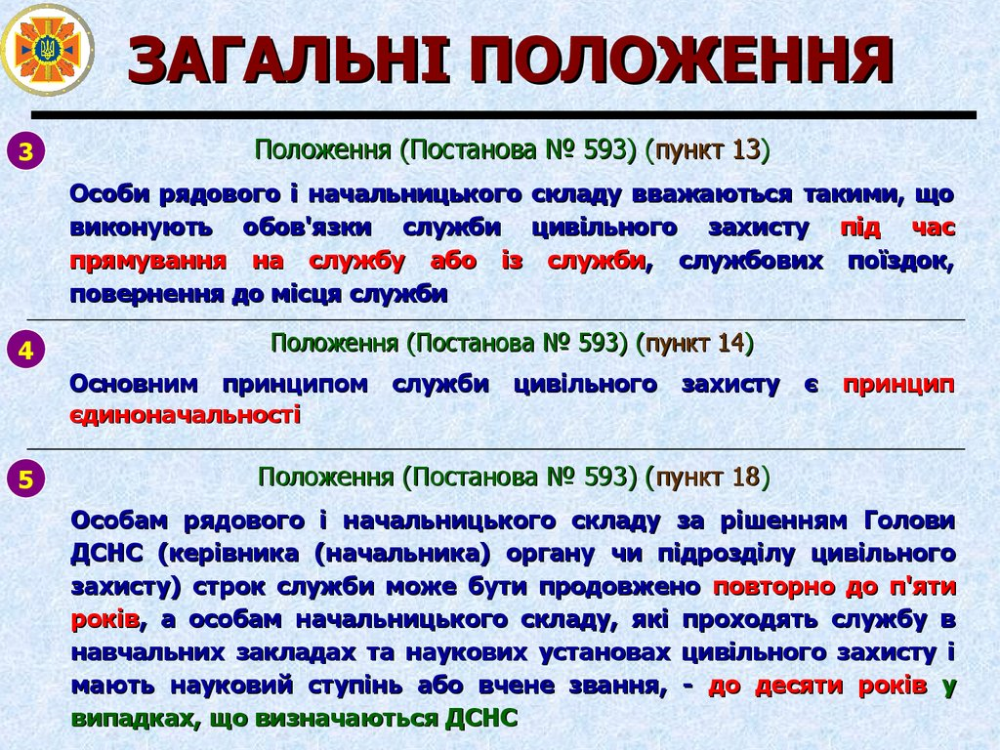 ЗАГАЛЬНІ ПОЛОЖЕННЯ
3
Положення (Постанова № 593) (пункт 13)
Особи рядового і начальницького складу вважаються такими, що
виконують обов'язки служби цивільного захисту під час
прямування на службу або із служби, службових поїздок,
повернення до місця служби
4
Положення (Постанова № 593) (пункт 14)
Основним принципом служби цивільного захисту є принцип
єдиноначальності
5
Положення (Постанова № 593) (пункт 18)
Особам рядового і начальницького складу за рішенням Голови
ДСНС (керівника (начальника) органу чи підрозділу цивільного
захисту) строк служби може бути продовжено повторно до п'яти
років, а особам начальницького складу, які проходять службу в
навчальних закладах та наукових установах цивільного захисту і
мають науковий ступінь або вчене звання, - до десяти років у
випадках, що визначаються ДСНС